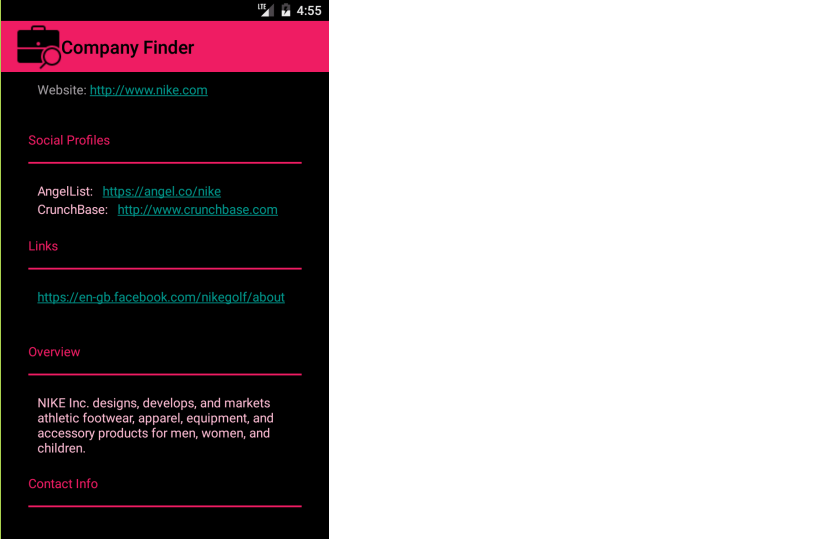 LTE 4:55
Company Finder
Website: http://www.nike.com
Social Profiles
AngelList: https://angel.co/nike
CrunchBase: http://www.crunchbase.com
Links
https://en-gb.facebook.com/nikegolf/about
Overview
NIKE Inc. designs, develops, and markets
athletic footwear, apparel, equipment, and
accessory products for men, women, and
children.
Contact Info